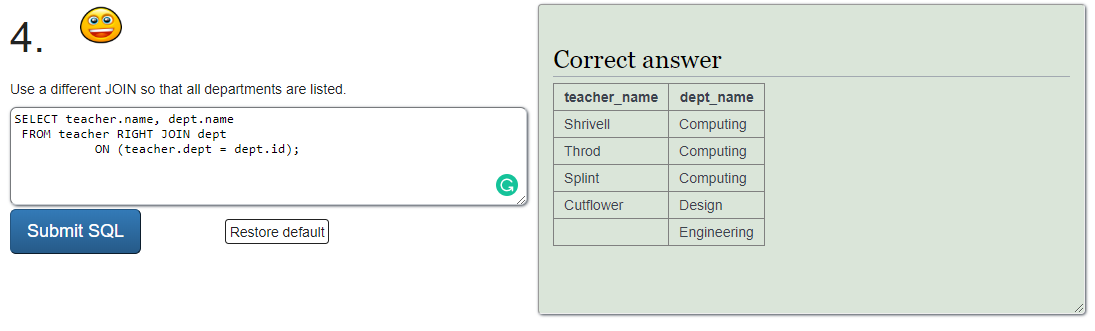 4.
Use a different JOIN so that all departments are listed.
SELECT teacher.name, dept.name
FROM teacher RIGHT JOIN dept
ON (teacher.dept = dept.id);
Submit SQL
Restore default
Correct answer
teacher_name dept_name
Shrivell Computing
Throd Computing
Splint Computing
Cutflower Design
Engineering